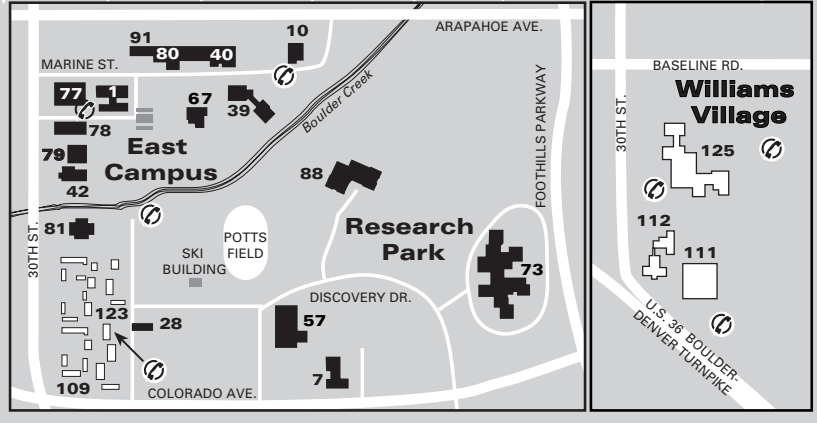 10
ARAPAHOE AVE.
91
80
40
MARINE ST.
77
1
67
39
Boulder Creek
78
79
East
Campus
42
88
FOOTHILLS PARKWAY
81
30TH ST.
SKI
BUILDING
POTTS
FIELD
Research
Park
73
DISCOVERY DR.
123
28
57
7
109
COLORADO AVE.
BASELINE RD.
Williams
Village
30TH ST.
125
112
111
U.S. 36 BOULDER-
DENVER TURNPIKE